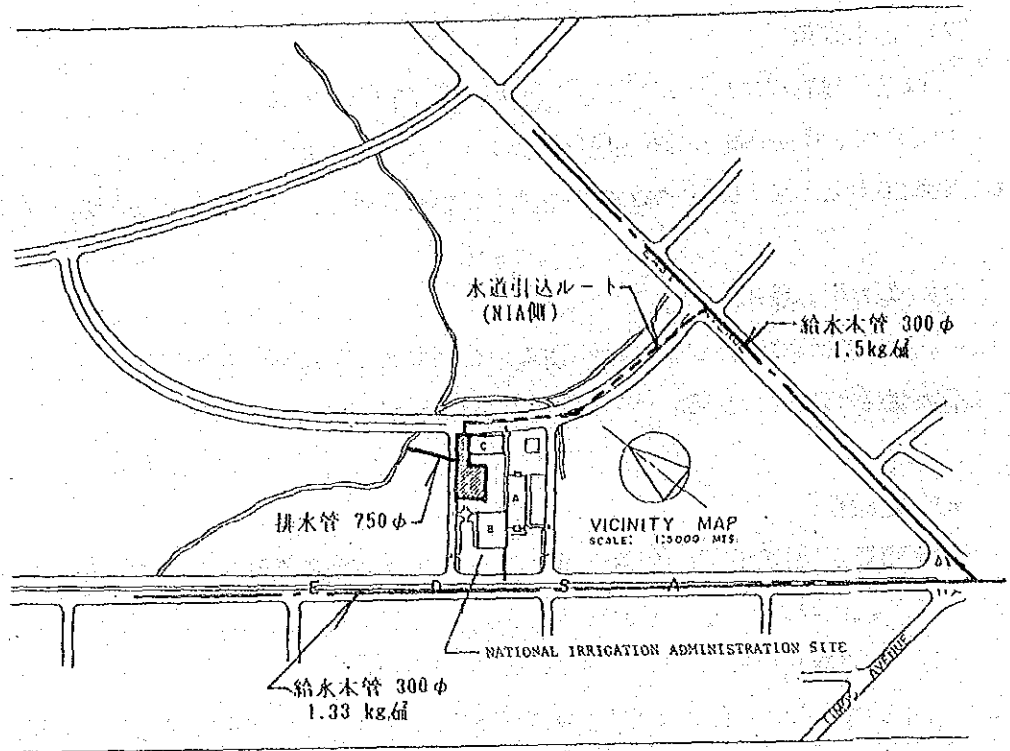 水道引込ルート
(NIA側)
給水本管 300φ
1.5kg/㎠
C
A
B
排水管 750φ
VICINITY MAP
SCALE: 1:5000 MTS.
E D S A
NATIONAL IRRIGATION ADMINISTRATION SITE
給水本管 300φ
1.33 kg/㎠
AVENUE